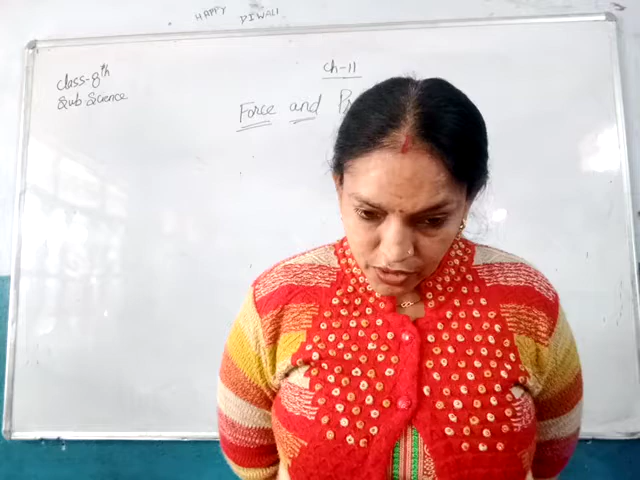 HAPPY DIWALI
Ch-11
Class-8th
Sub Science
Force and